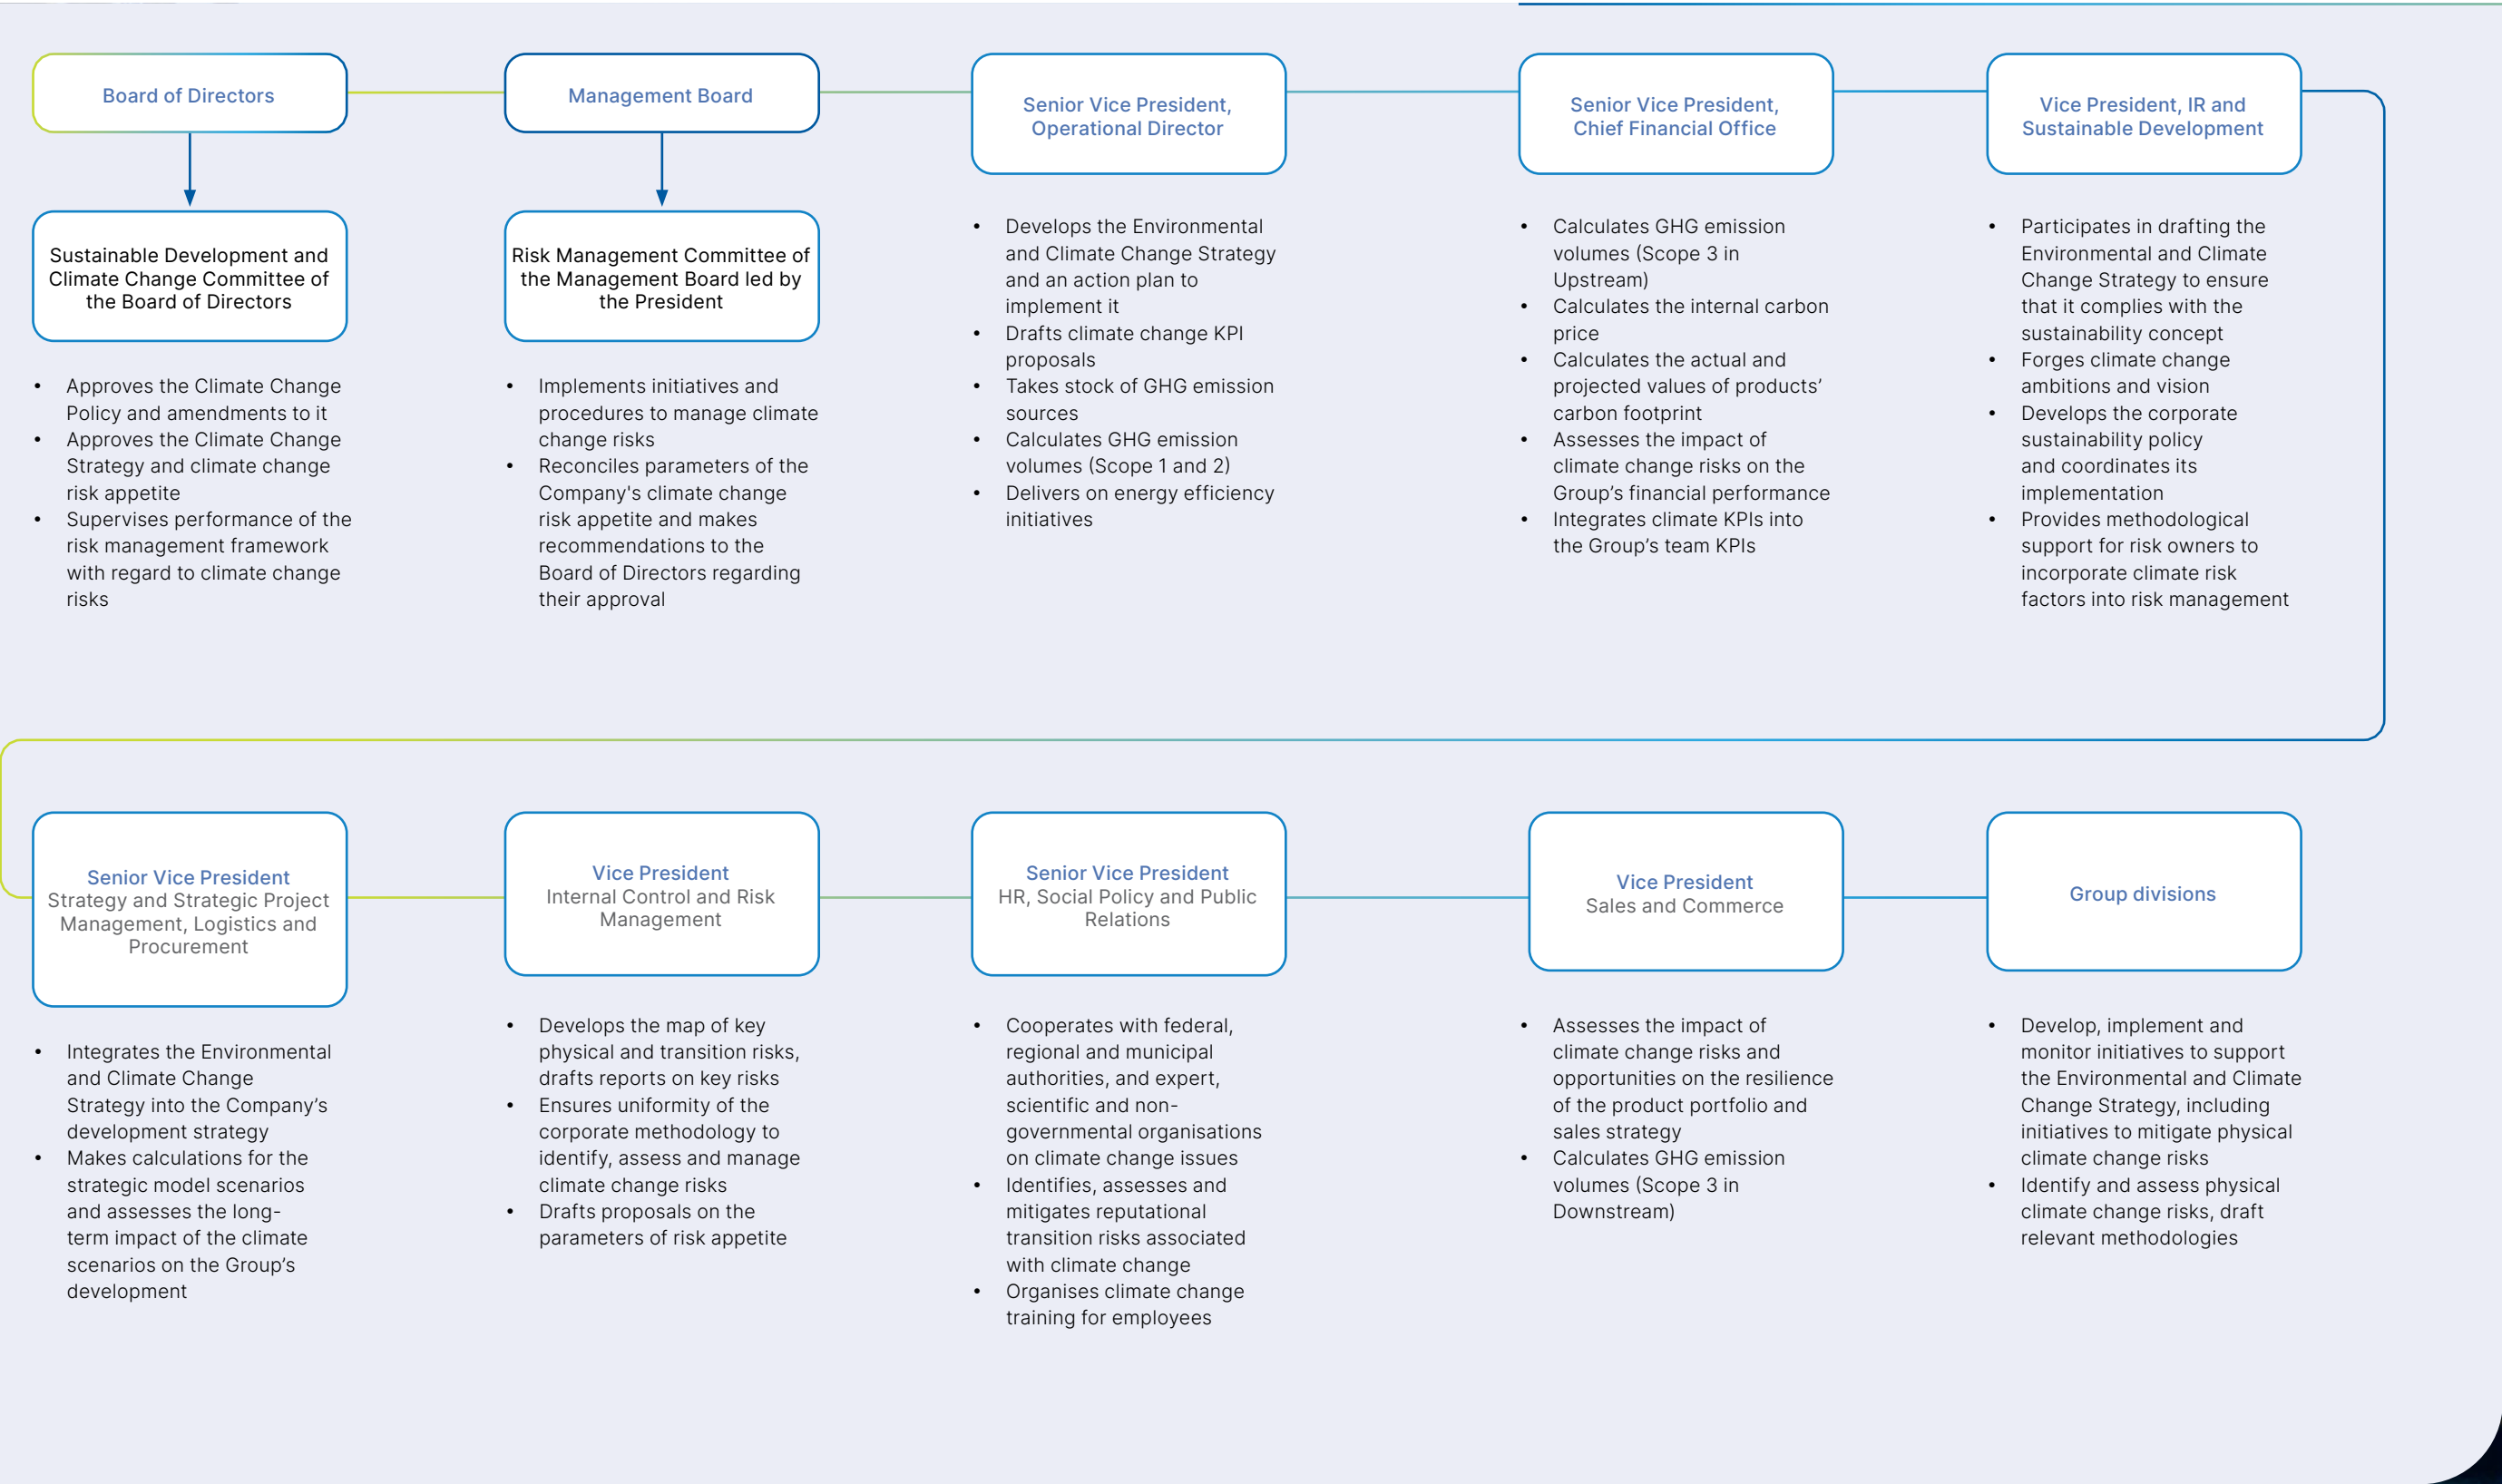 Board of Directors
Sustainable Development and
Climate Change Committee of
the Board of Directors
• Approves the Climate Change
Policy and amendments to it
• Approves the Climate Change
Strategy and climate change
risk appetite
• Supervises performance of the
risk management framework
with regard to climate change
risks
Management Board
Risk Management Committee of
the Management Board led by
the President
• Implements initiatives and
procedures to manage climate
change risks
• Reconciles parameters of the
Company's climate change
risk appetite and makes
recommendations to the
Board of Directors regarding
their approval
Senior Vice President,
Operational Director
• Develops the Environmental
and Climate Change Strategy
and an action plan to
implement it
• Drafts climate change KPI
proposals
• Takes stock of GHG emission
sources
• Calculates GHG emission
volumes (Scope 1 and 2)
• Delivers on energy efficiency
initiatives
Senior Vice President,
Chief Financial Office
• Calculates GHG emission
volumes (Scope 3 in
Upstream)
• Calculates the internal carbon
price
• Calculates the actual and
projected values of products’
carbon footprint
• Assesses the impact of
climate change risks on the
Group’s financial performance
• Integrates climate KPIs into
the Group’s team KPIs
Vice President, IR and
Sustainable Development
• Participates in drafting the
Environmental and Climate
Change Strategy to ensure
that it complies with the
sustainability concept
• Forges climate change
ambitions and vision
• Develops the corporate
sustainability policy
and coordinates its
implementation
• Provides methodological
support for risk owners to
incorporate climate risk
factors into risk management
Senior Vice President
Strategy and Strategic Project
Management, Logistics and
Procurement
• Integrates the Environmental
and Climate Change
Strategy into the Company’s
development strategy
• Makes calculations for the
strategic model scenarios
and assesses the long-
term impact of the climate
scenarios on the Group’s
development
Vice President
Internal Control and Risk
Management
• Develops the map of key
physical and transition risks,
drafts reports on key risks
• Ensures uniformity of the
corporate methodology to
identify, assess and manage
climate change risks
• Drafts proposals on the
parameters of risk appetite
Senior Vice President
HR, Social Policy and Public
Relations
• Cooperates with federal,
regional and municipal
authorities, and expert,
scientific and non-
governmental organisations
on climate change issues
• Identifies, assesses and
mitigates reputational
transition risks associated
with climate change
• Organises climate change
training for employees
Vice President
Sales and Commerce
• Assesses the impact of
climate change risks and
opportunities on the resilience
of the product portfolio and
sales strategy
• Calculates GHG emission
volumes (Scope 3 in
Downstream)
Group divisions
• Develop, implement and
monitor initiatives to support
the Environmental and Climate
Change Strategy, including
initiatives to mitigate physical
climate change risks
• Identify and assess physical
climate change risks, draft
relevant methodologies